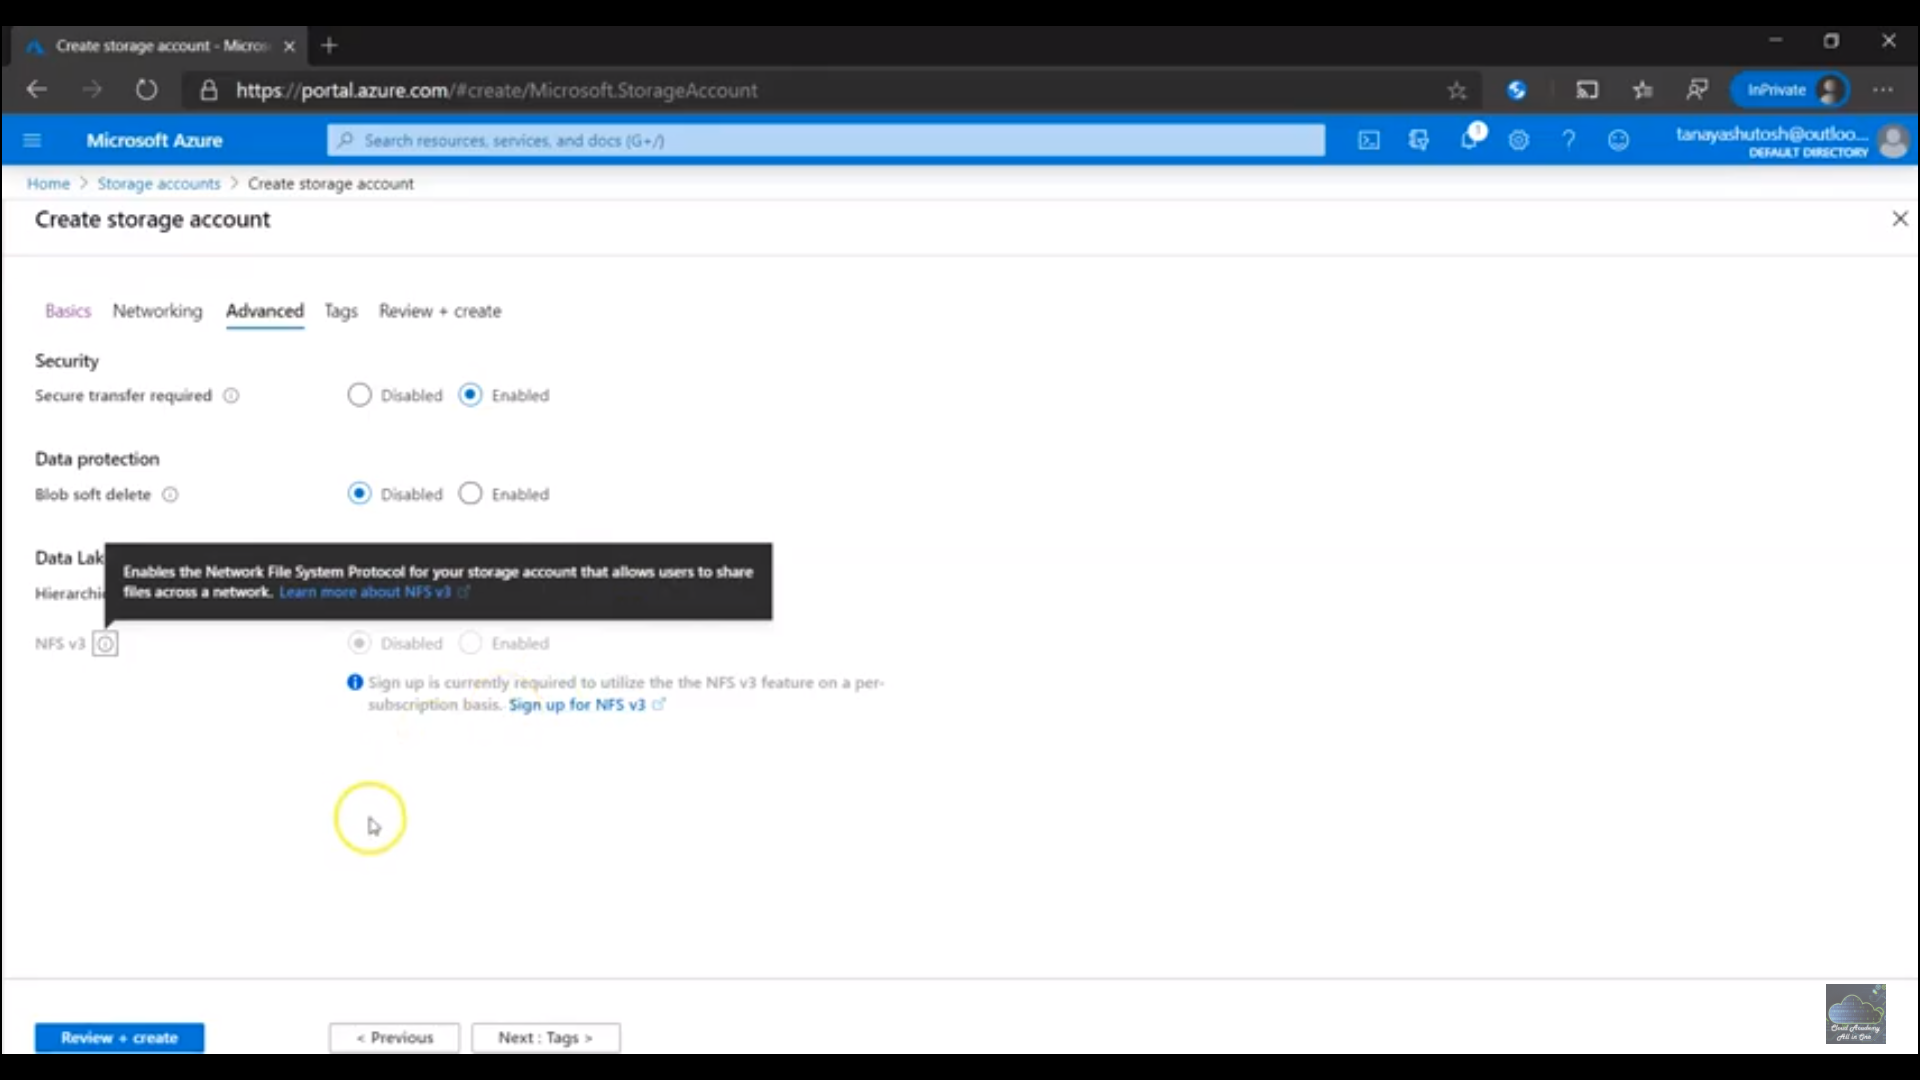 Create storage account - Micros
https://portal.azure.com/#create/Microsoft.StorageAccount
InPrivate
Microsoft Azure
Search resources, services, and docs (G+/)
1
tanayashutosh@outloo...
DEFAULT DIRECTORY
Home > Storage accounts > Create storage account
Create storage account
Basics Networking Advanced Tags Review + create
Security
Secure transfer required Disabled Enabled
Data protection
Blob soft delete Disabled Enabled
Data Lak
Enables the Network File System Protocol for your storage account that allows users to share
Hierarchi
files across a network. Learn more about NFS v3
NFS v3 Disabled Enabled
Sign up is currently required to utilize the the NFS v3 feature on a per-
subscription basis. Sign up for NFS v3
Review + create < Previous Next : Tags >
Academy
All in One